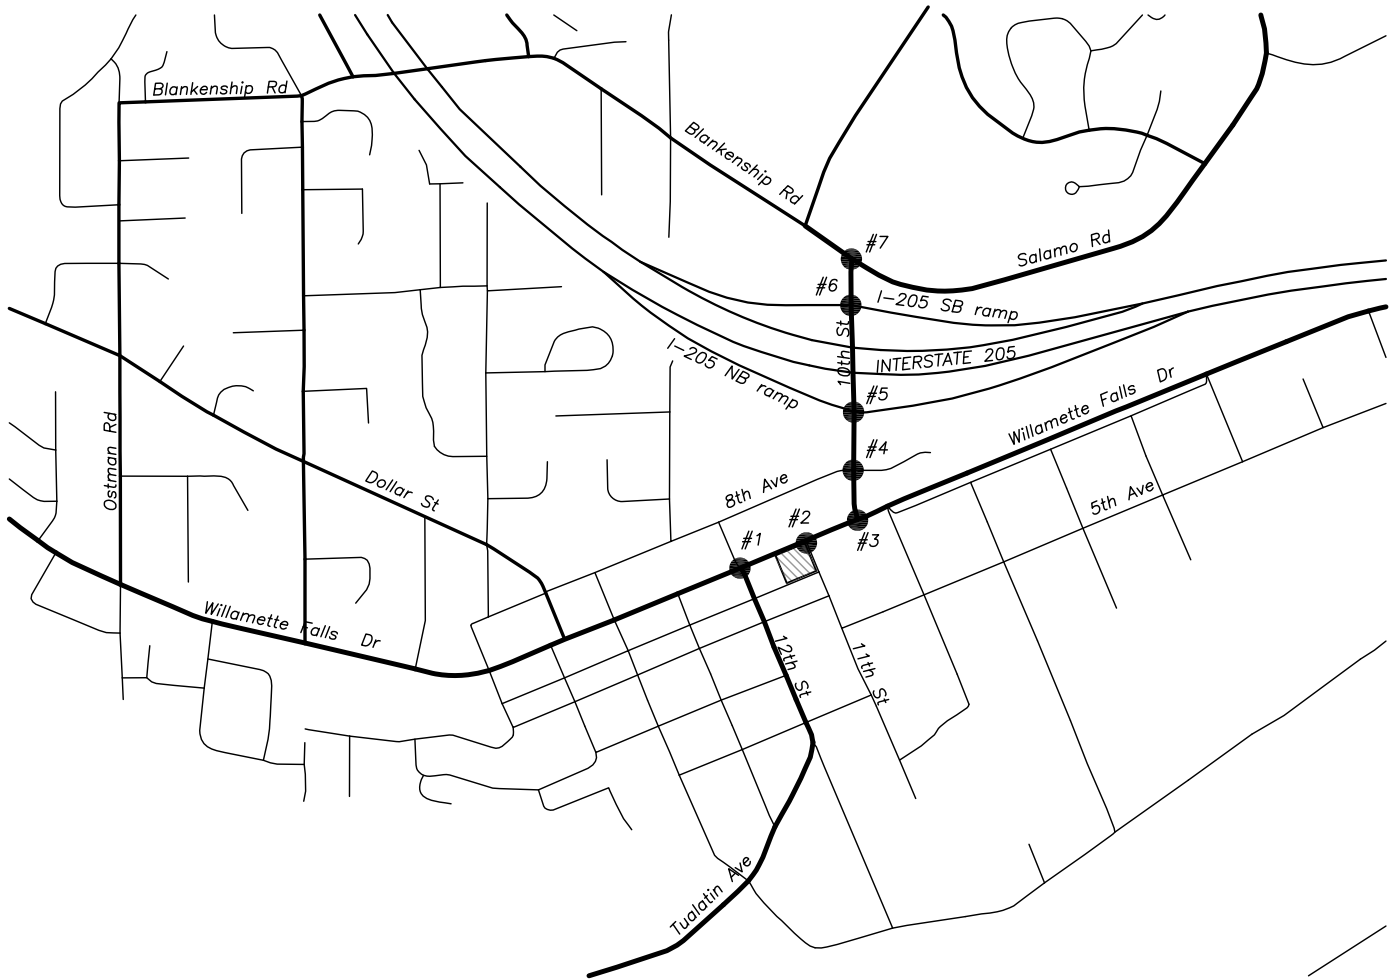 Blankenship Rd
Blankenship Rd
#7
Salamo Rd
#6
I-205 SB ramp
10th St
INTERSTATE 205
I-205 NB ramp
#5
Willamette Falls Dr
#4
Ostman Rd
Dollar St
8th Ave
5th Ave
#2
#1
#3
Willamette Falls Dr
12th St
11th St
Tualatin Ave